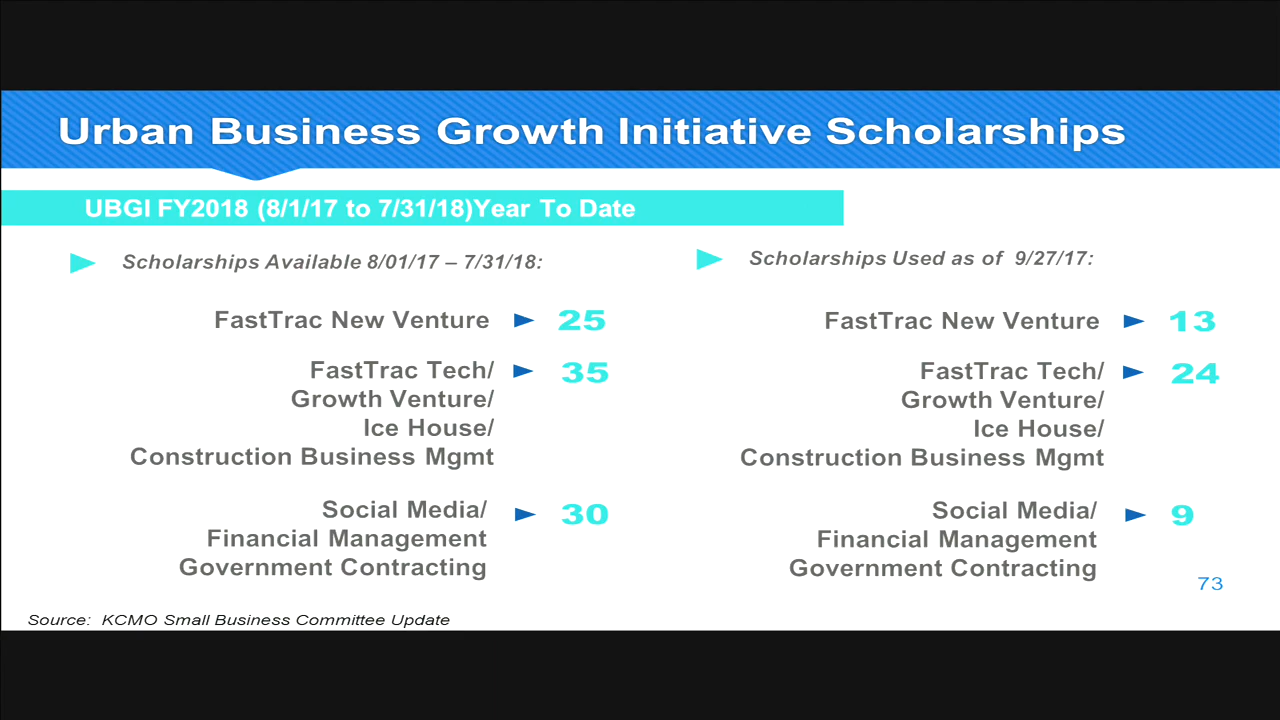 Urban Business Growth Initiative Scholarships
UBGI FY2018 (8/1/17 to 7/31/18)Year To Date
Scholarships Available 8/01/17 – 7/31/18:
FastTrac New Venture 25
FastTrac Tech/ 35
Growth Venture/
Ice House/
Construction Business Mgmt
Social Media/ 30
Financial Management
Government Contracting
Scholarships Used as of 9/27/17:
FastTrac New Venture 13
FastTrac Tech/ 24
Growth Venture/
Ice House/
Construction Business Mgmt
Social Media/ 9
Financial Management
Government Contracting
73
Source: KCMO Small Business Committee Update